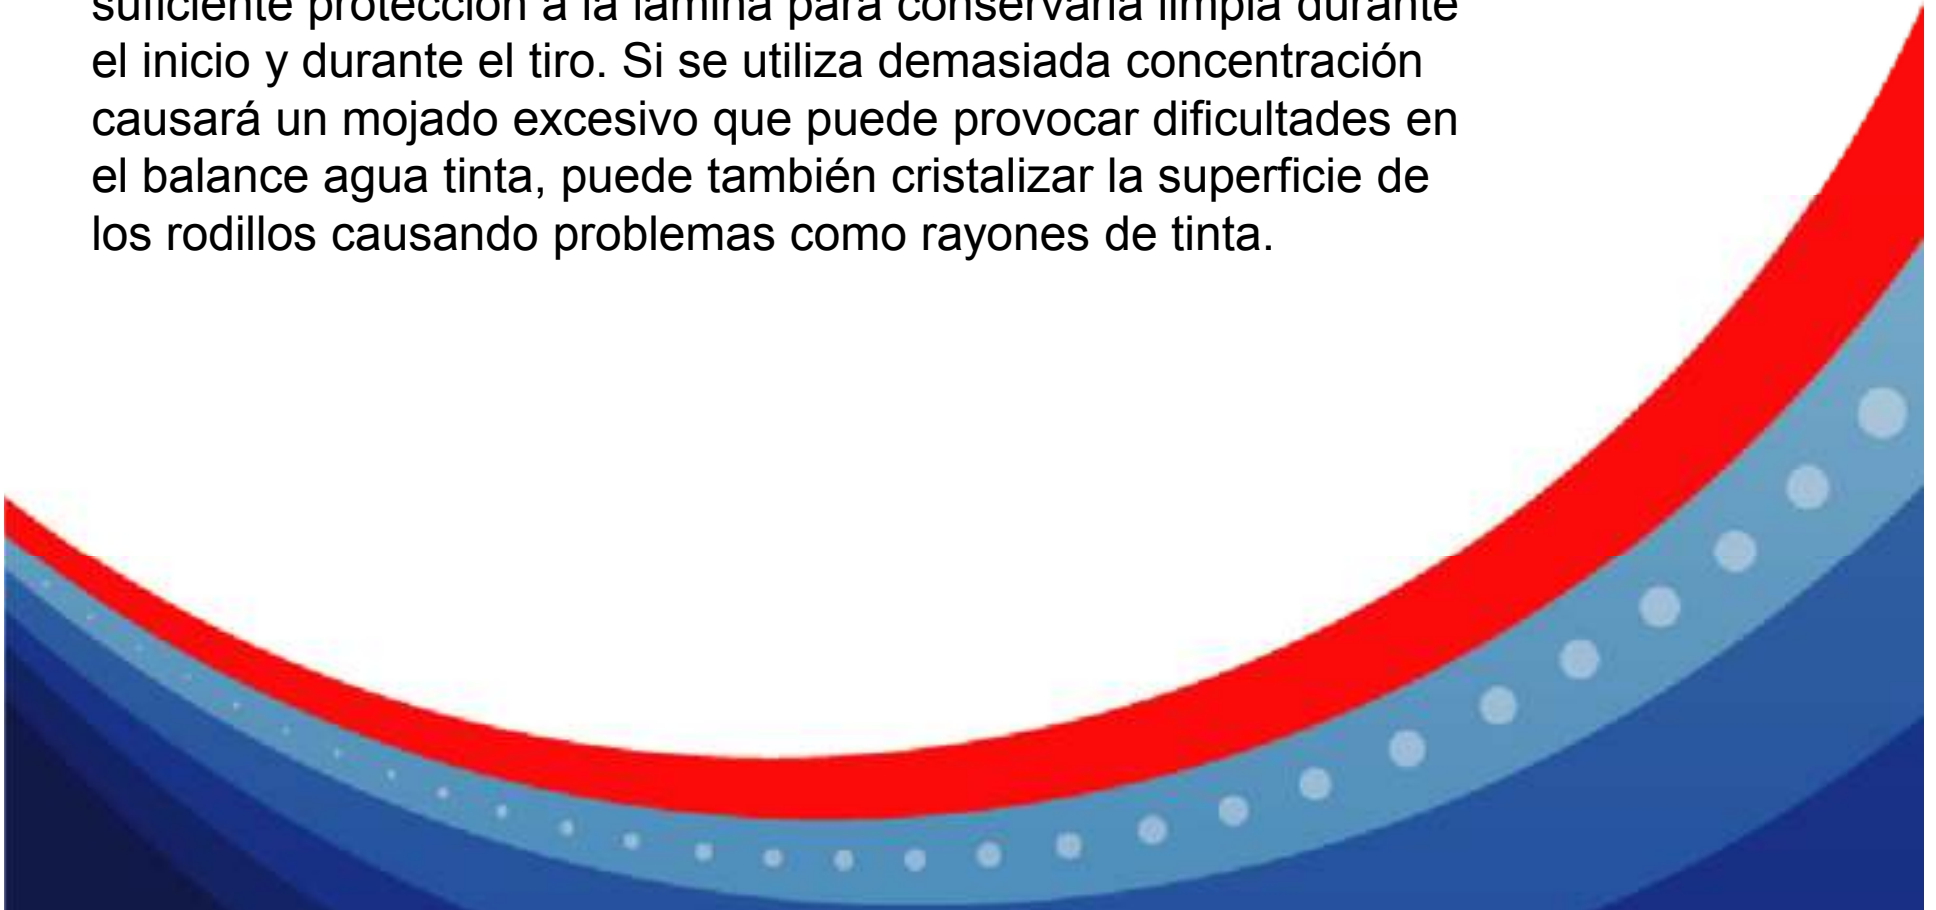 suficiente protección a la lámina para conservarla limpia durante
el inicio y durante el tiro. Si se utiliza demasiada concentración
causará un mojado excesivo que puede provocar dificultades en
el balance agua tinta, puede también cristalizar la superficie de
los rodillos causando problemas como rayones de tinta.